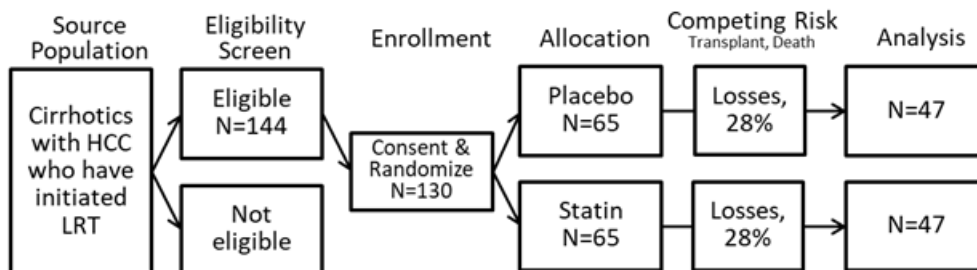 Source
Population
Eligibility
Screen
Enrollment
Allocation
Competing Risk
Transplant, Death
Analysis
Cirrhotics
with HCC
who have
initiated
LRT
Eligible
N=144
Not
eligible
Consent &
Randomize
N=130
Placebo
N=65
Statin
N=65
Losses,
28%
Losses,
28%
N=47
N=47